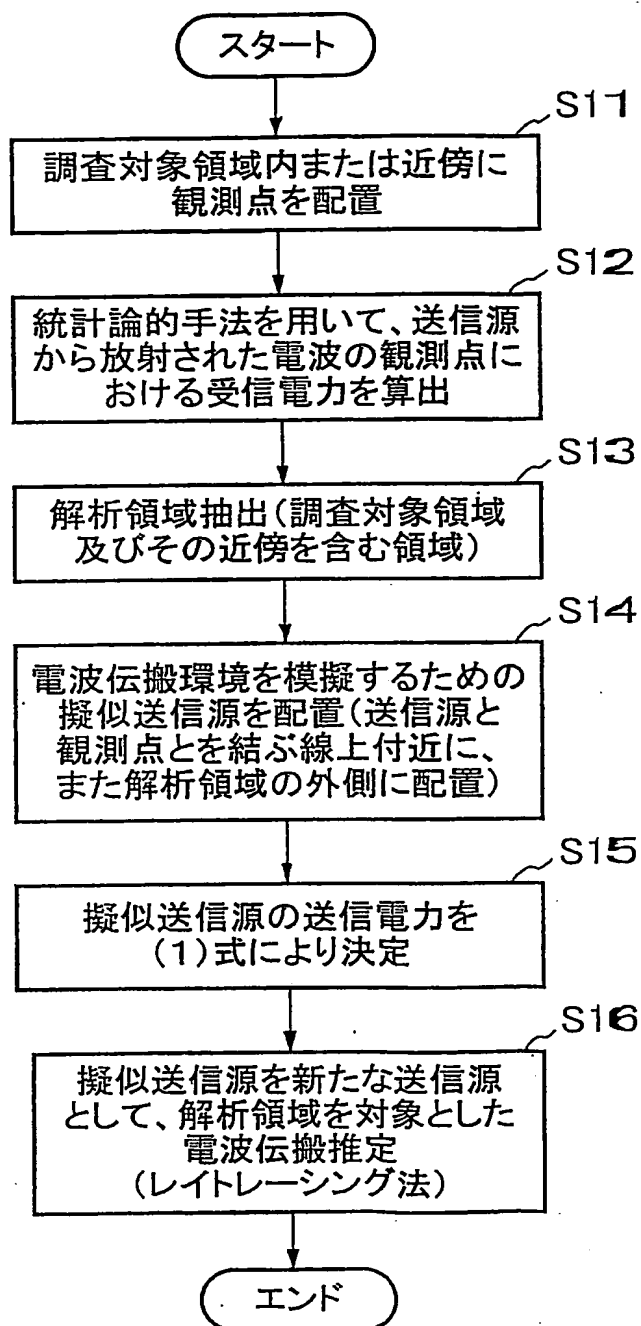 スタート
S11
調査対象領域内または近傍に
観測点を配置
S12
統計論的手法を用いて、送信源
から放射された電波の観測点に
おける受信電力を算出
S13
解析領域抽出(調査対象領域
及びその近傍を含む領域)
S14
電波伝搬環境を模擬するための
擬似送信源を配置(送信源と
観測点とを結ぶ線上付近に、
また解析領域の外側に配置)
S15
擬似送信源の送信電力を
(1)式により決定
S16
擬似送信源を新たな送信源
として、解析領域を対象とした
電波伝搬推定
(レイトレーシング法)
エンド